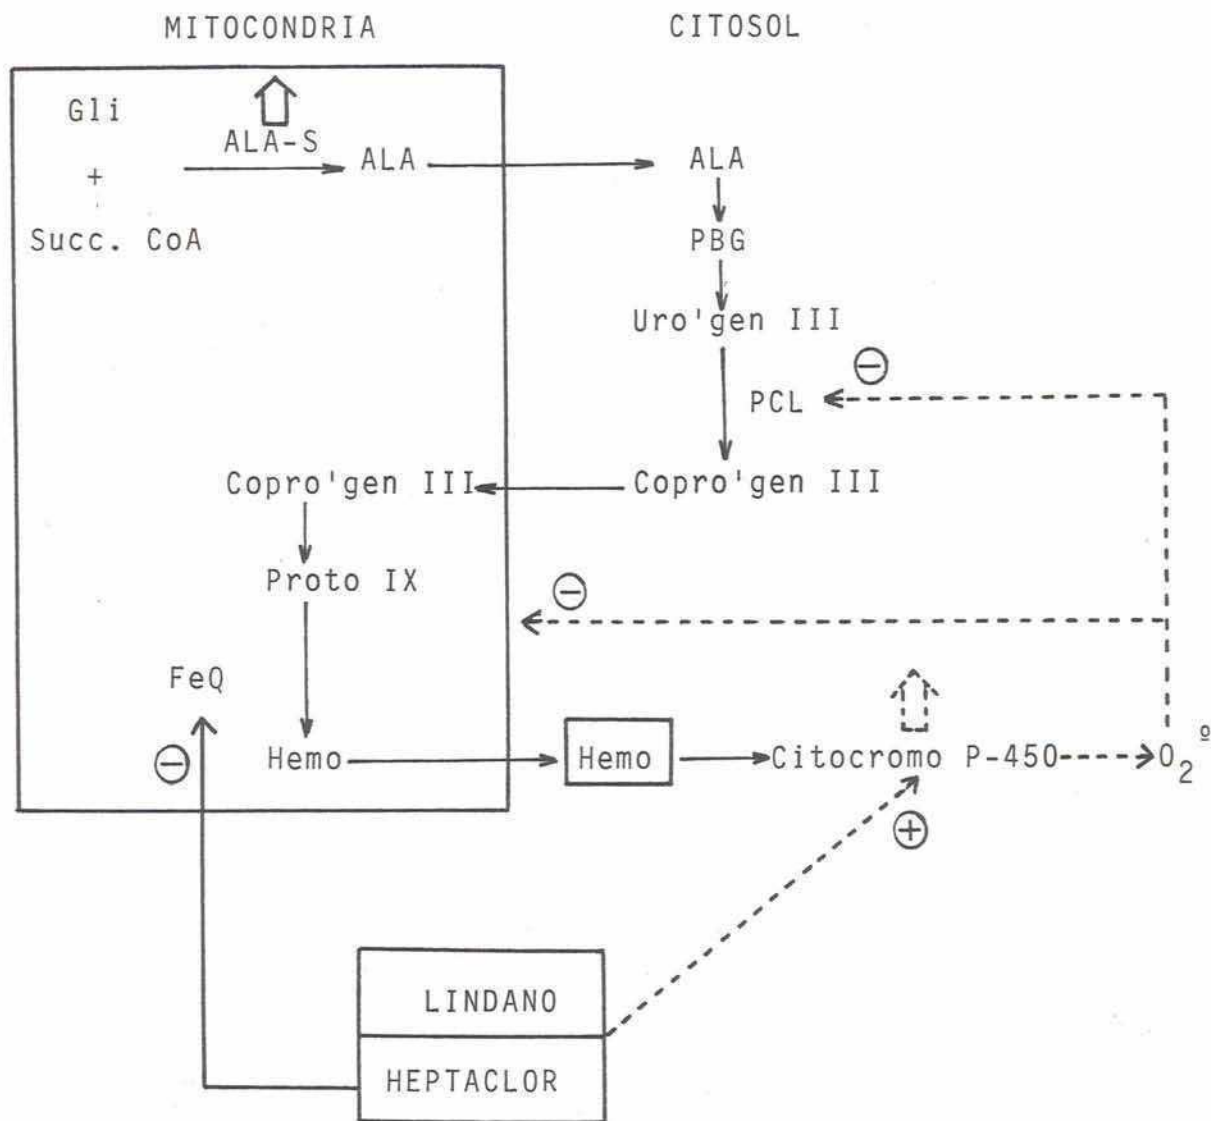 MITOCONDRIA CITOSOL
Gli
ALA-S
+
ALA
ALA
Succ. CoA
PBG
Uro'gen III
⊖
PCL
Copro'gen III
Copro'gen III
Proto IX
⊖
FeQ
⊖
Hemo
Hemo
Citocromo P-450
O₂º
⊕
LINDANO
HEPTACLOR